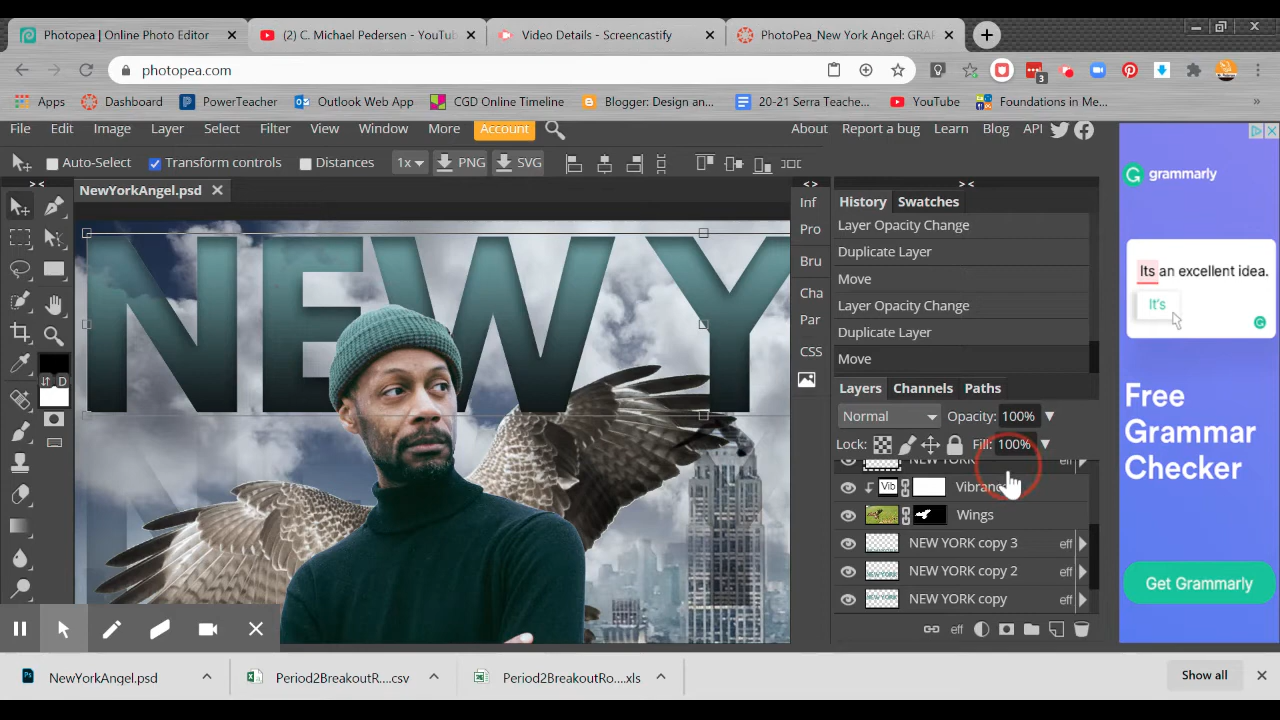 Photopea | Online Photo Editor
(2) C. Michael Pedersen - YouTub
Video Details - Screencastify
PhotoPea_New York Angel: GRAF
photopea.com
3
Apps
Dashboard
PowerTeache...
Outlook Web App
CGD Online Timeline
Blogger: Design an...
20-21 Serra Teache...
YouTube
Foundations in Me...
File Edit Image Layer Select Filter View Window More Account
About Report a bug Learn Blog API
Auto-Select Transform controls Distances 1x PNG SVG
NewYorkAngel.psd
NEW Y
D
Inf
Pro
Bru
Cha
Par
CSS
History Swatches
Layer Opacity Change
Duplicate Layer
Move
Layer Opacity Change
Duplicate Layer
Move
Layers Channels Paths
Normal Opacity: 100%
Lock: Fill: 100%
NEW YORK eff
Vib
Wings
NEW YORK copy 3 eff
NEW YORK copy 2 eff
NEW YORK copy eff
eff
grammarly
Its an excellent idea.
It's
Free
Grammar
Checker
Get Grammarly
NewYorkAngel.psd
Period2BreakoutR....csv
Period2BreakoutRo....xls
Show all